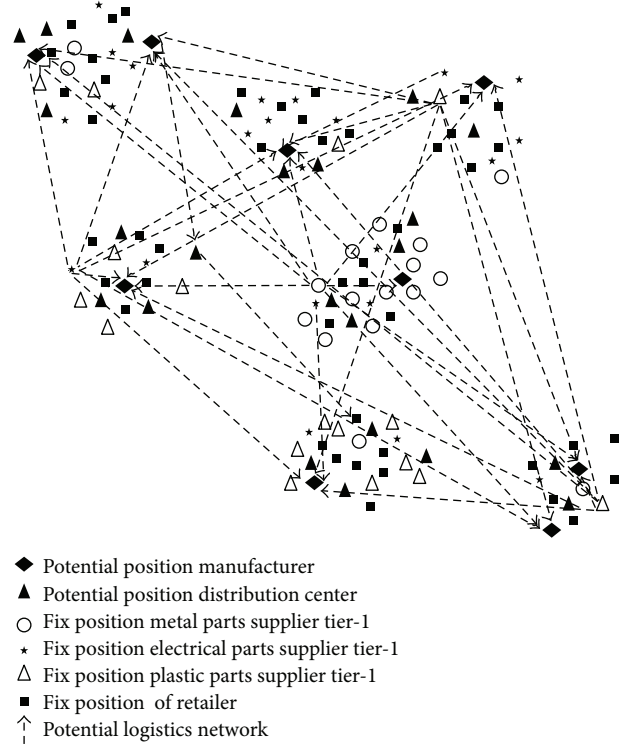 Potential position manufacturer
Potential position distribution center
Fix position metal parts supplier tier-1
Fix position electrical parts supplier tier-1
Fix position plastic parts supplier tier-1
Fix position of retailer
Potential logistics network